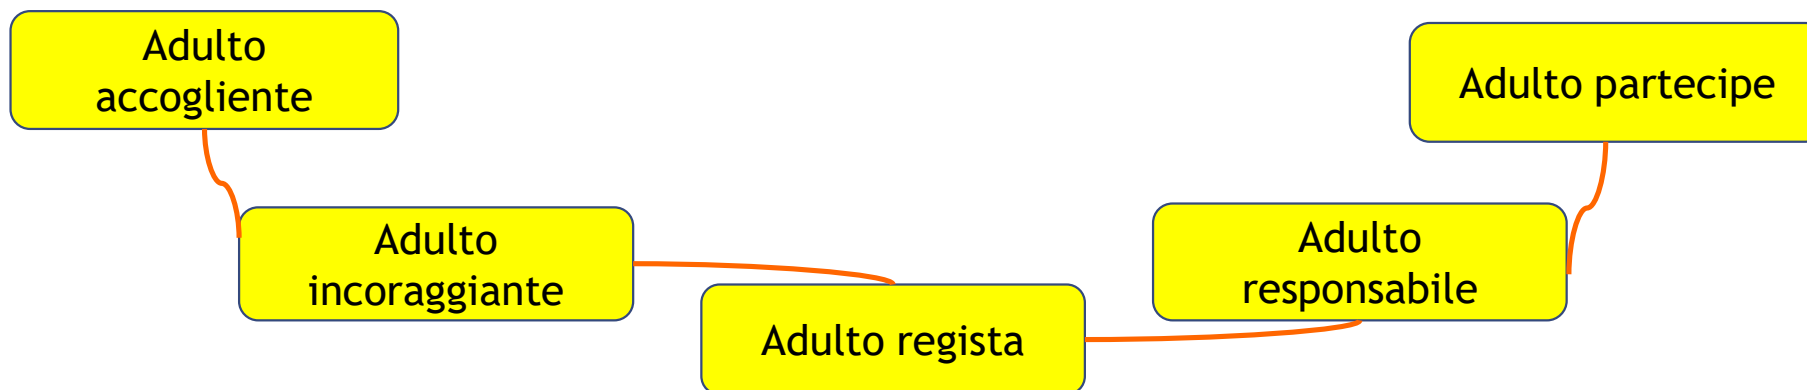 Adulto
accogliente
Adulto
incoraggiante
Adulto regista
Adulto
responsabile
Adulto partecipe